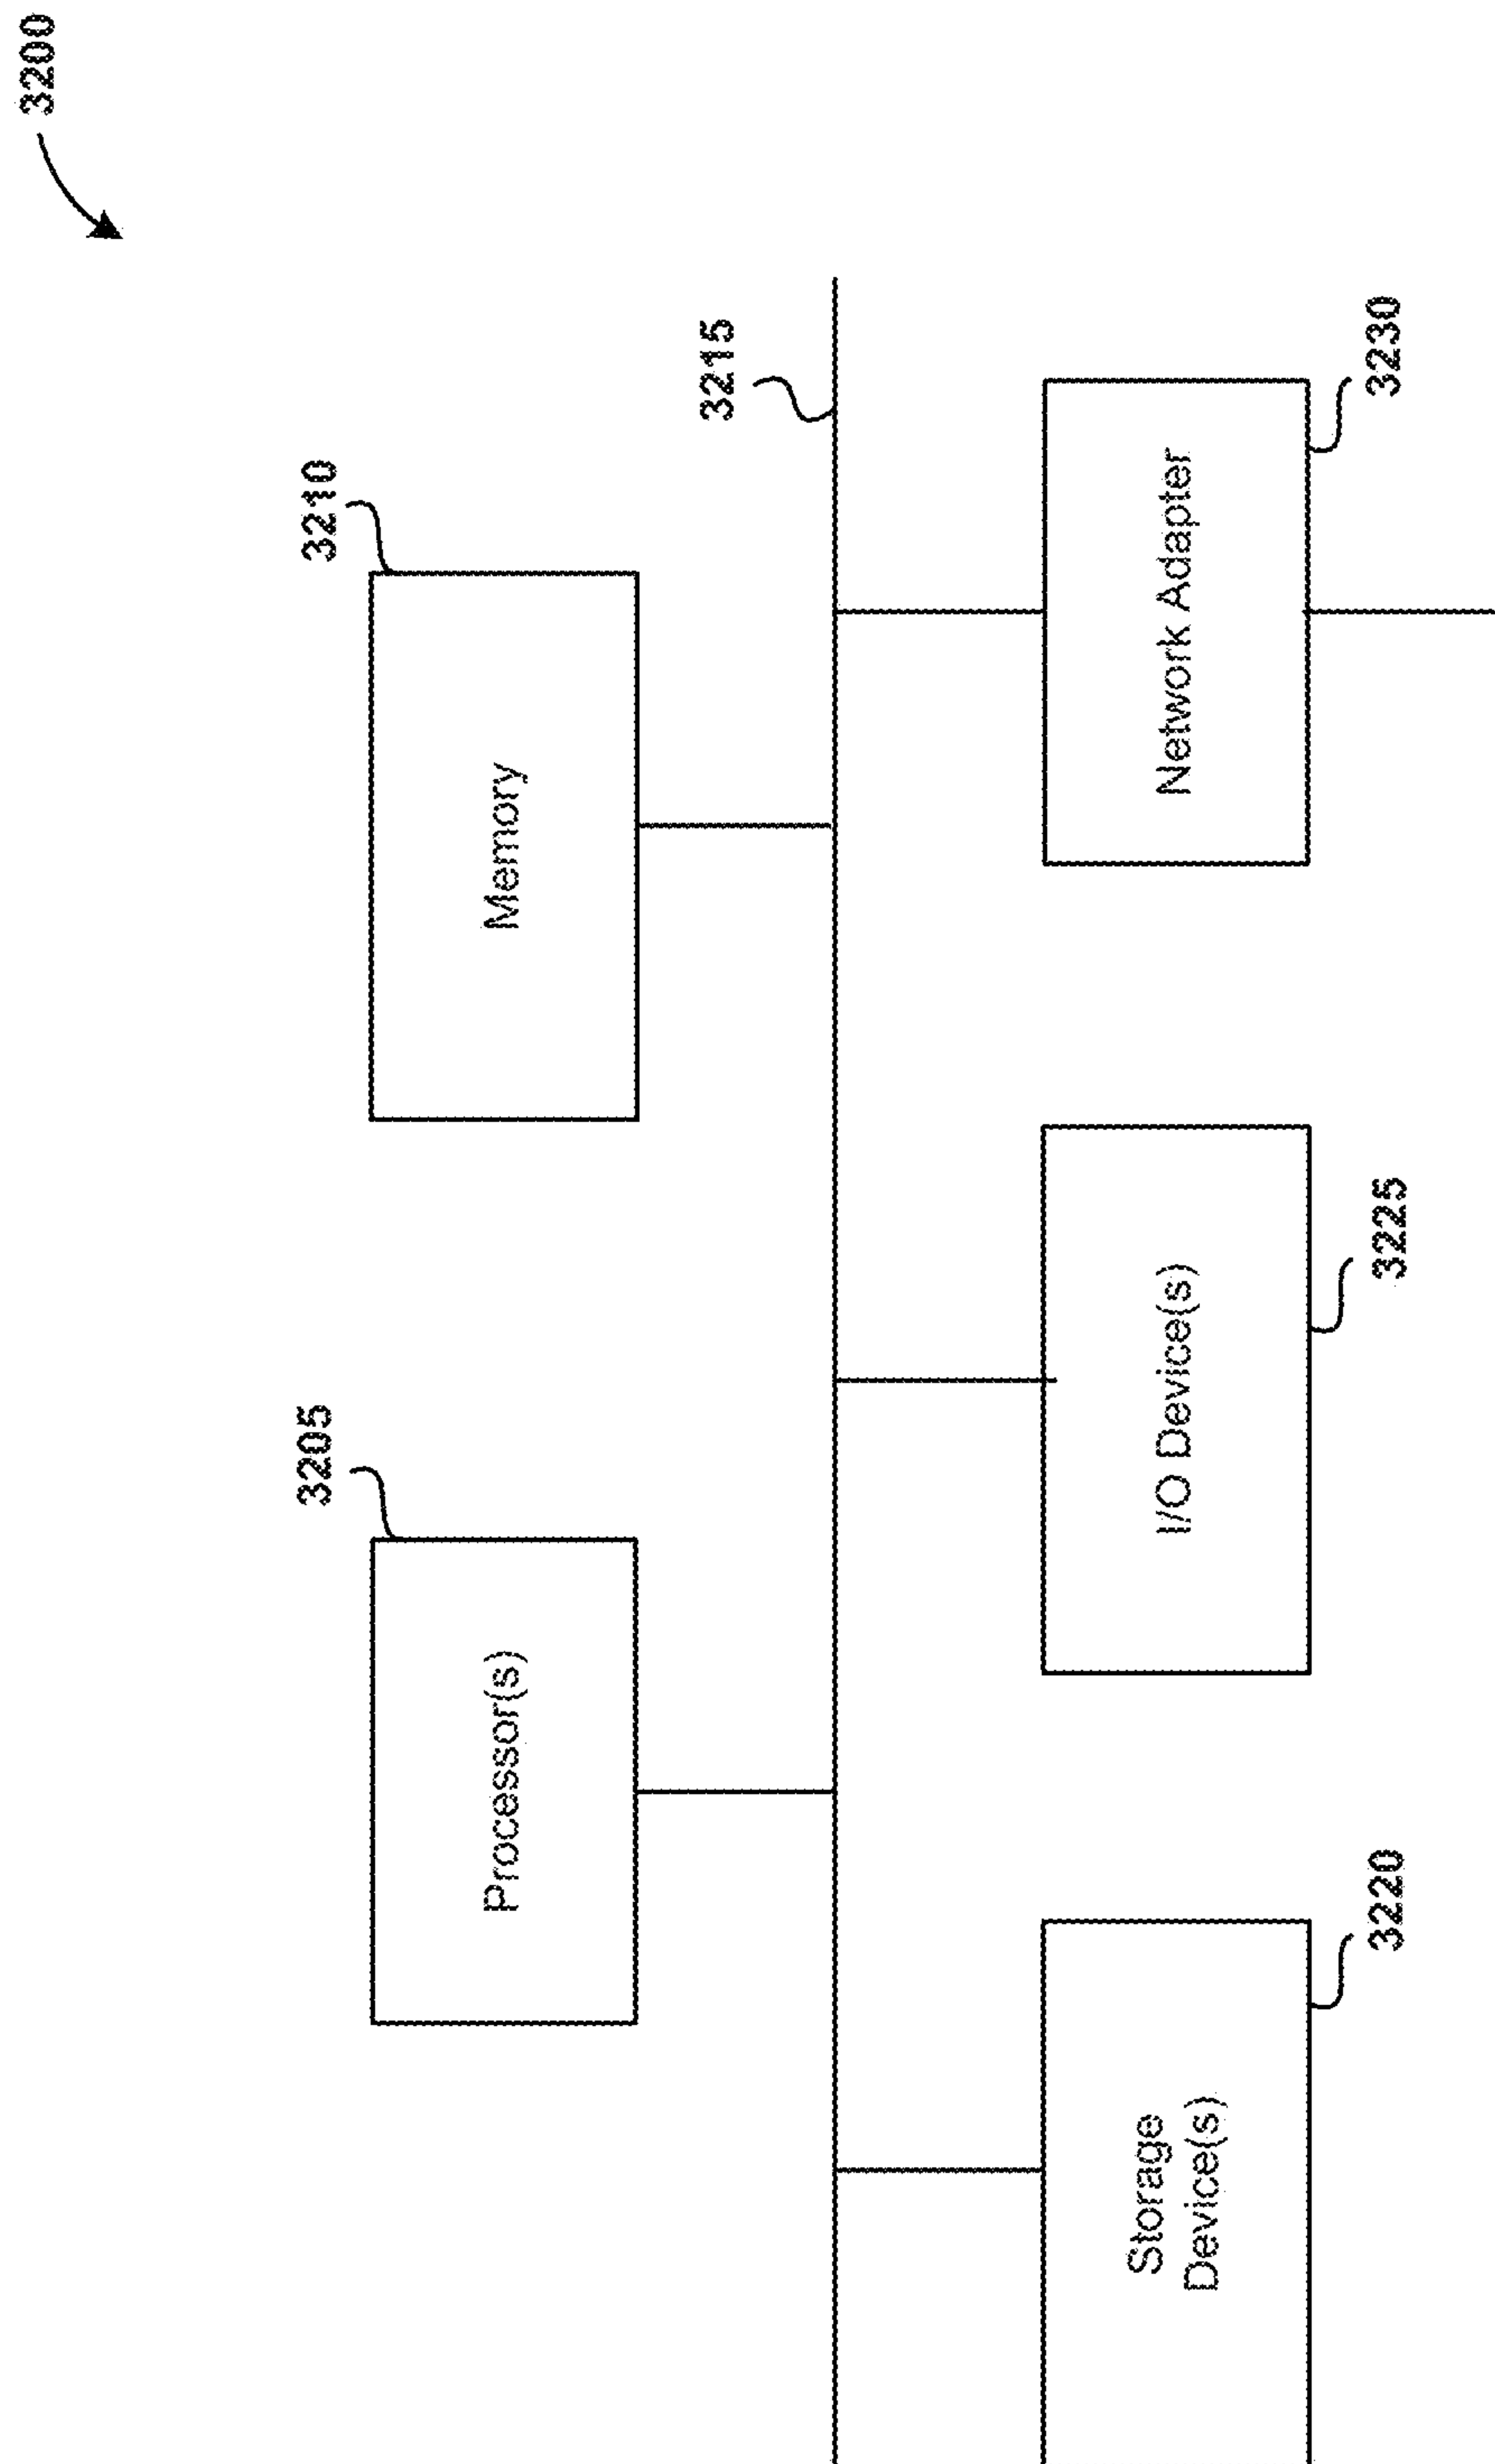 3200
3205
3210
Processor(s)
Memory
3215
Storage
Device(s)
I/O Device(s)
Network Adapter
3220
3225
3230